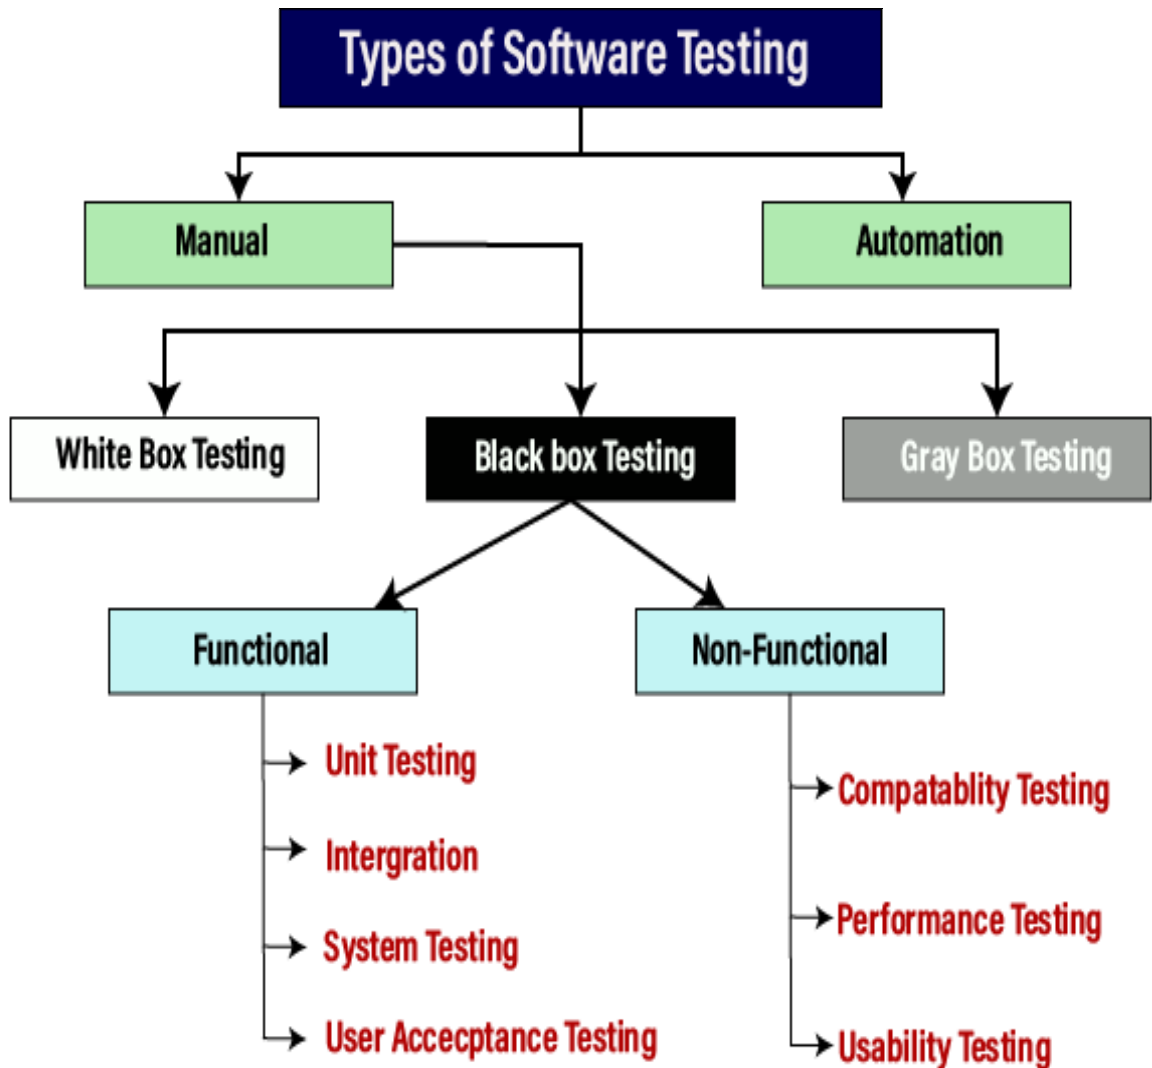 Types of Software Testing
Manual
Automation
White Box Testing
Black box Testing
Gray Box Testing
Functional
Non-Functional
Unit Testing
Intergration
System Testing
User Accecptance Testing
Compatablity Testing
Performance Testing
Usability Testing